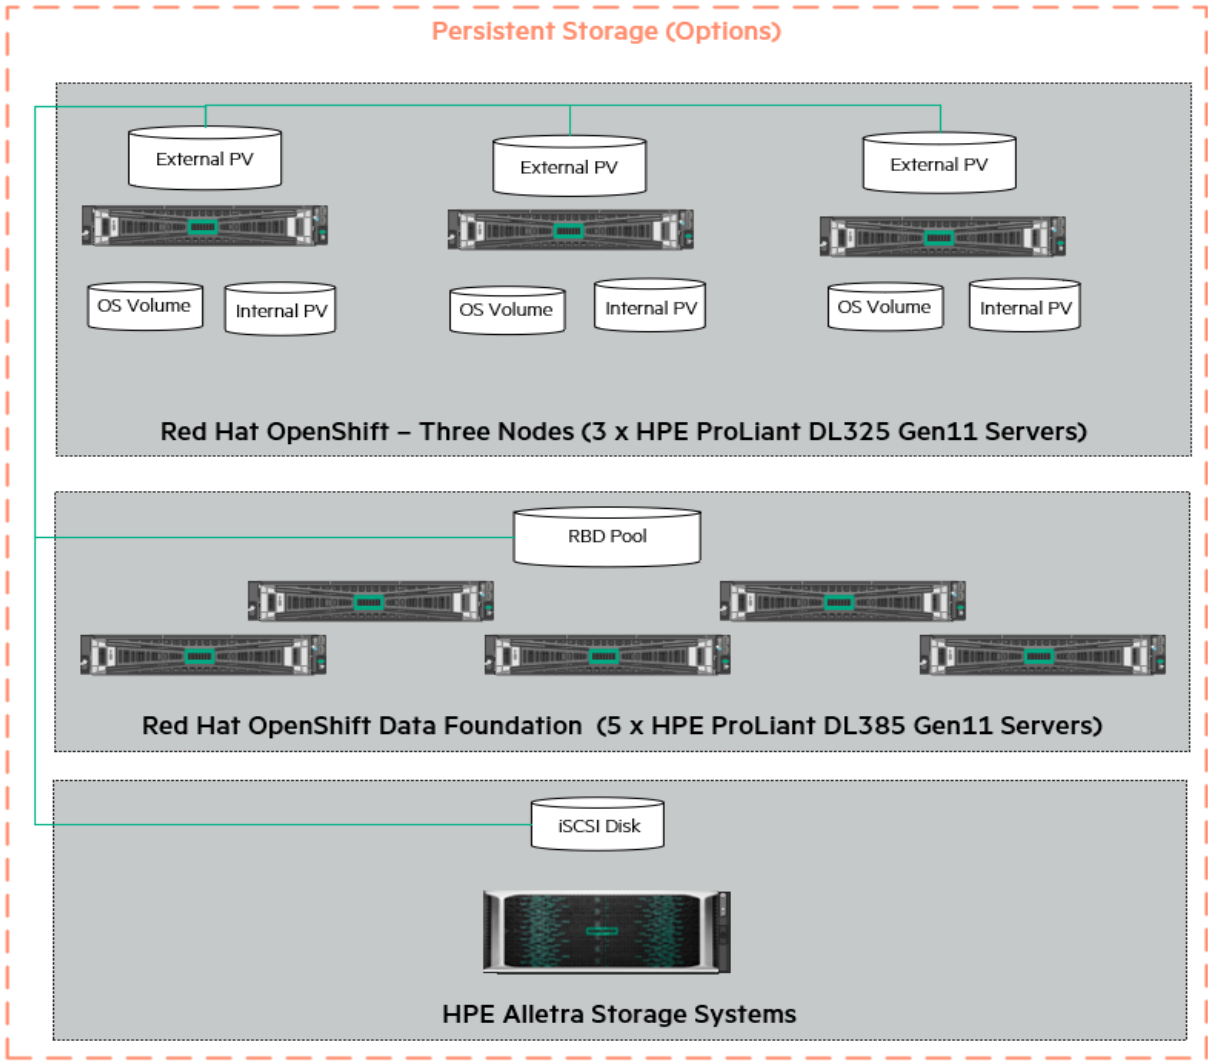 Persistent Storage (Options)
External PV
External PV
External PV
OS Volume
Internal PV
OS Volume
Internal PV
OS Volume
Internal PV
Red Hat OpenShift – Three Nodes (3 x HPE ProLiant DL325 Gen11 Servers)
RBD Pool
Red Hat OpenShift Data Foundation (5 x HPE ProLiant DL385 Gen11 Servers)
iSCSI Disk
HPE Alletra Storage Systems